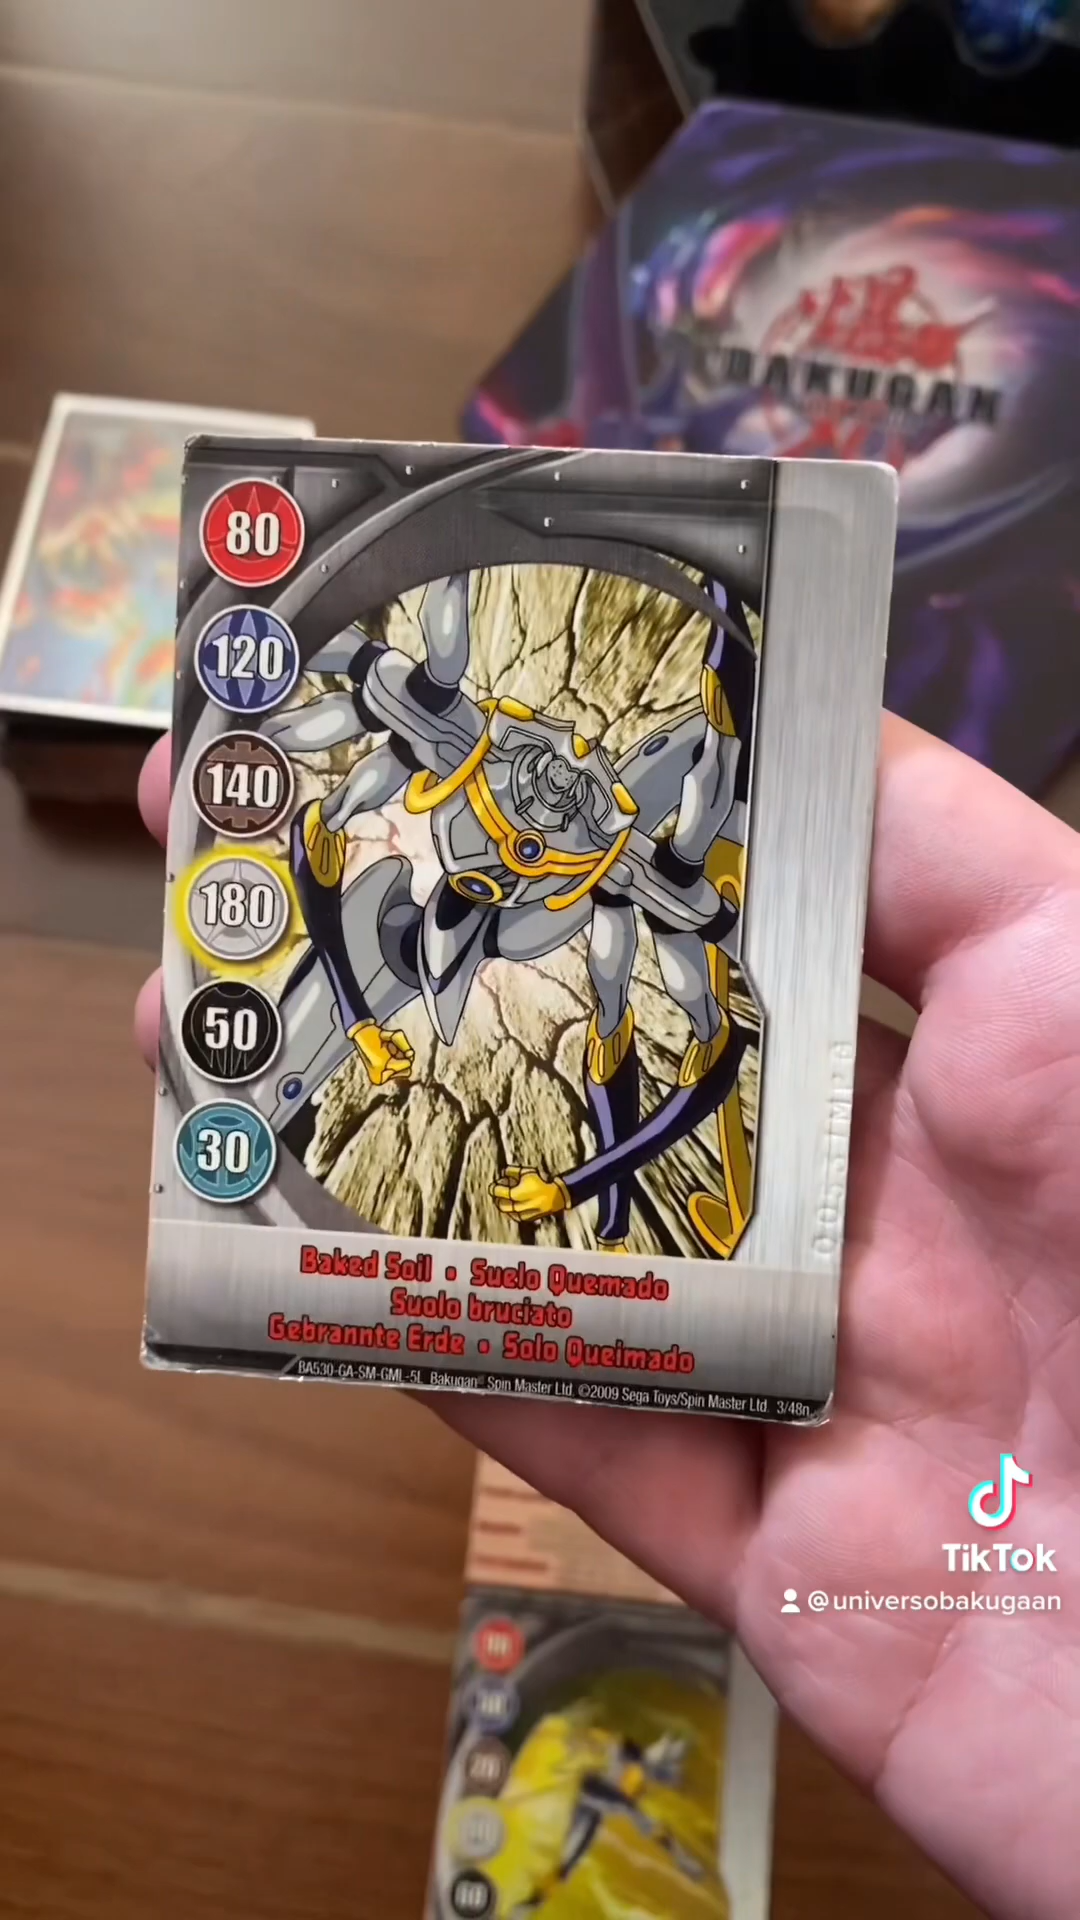 BAKUGAN
80
120
140
180
50
30
Baked Soil • Suelo Quemado
Suolo bruciato
Gebrannte Erde • Solo Queimado
BA530-GA-SM-GML-5L Bakugan® Spin Master Ltd. ©2009 Sega Toys/Spin Master Ltd. 3/48n
TikTok
@universobakugaan